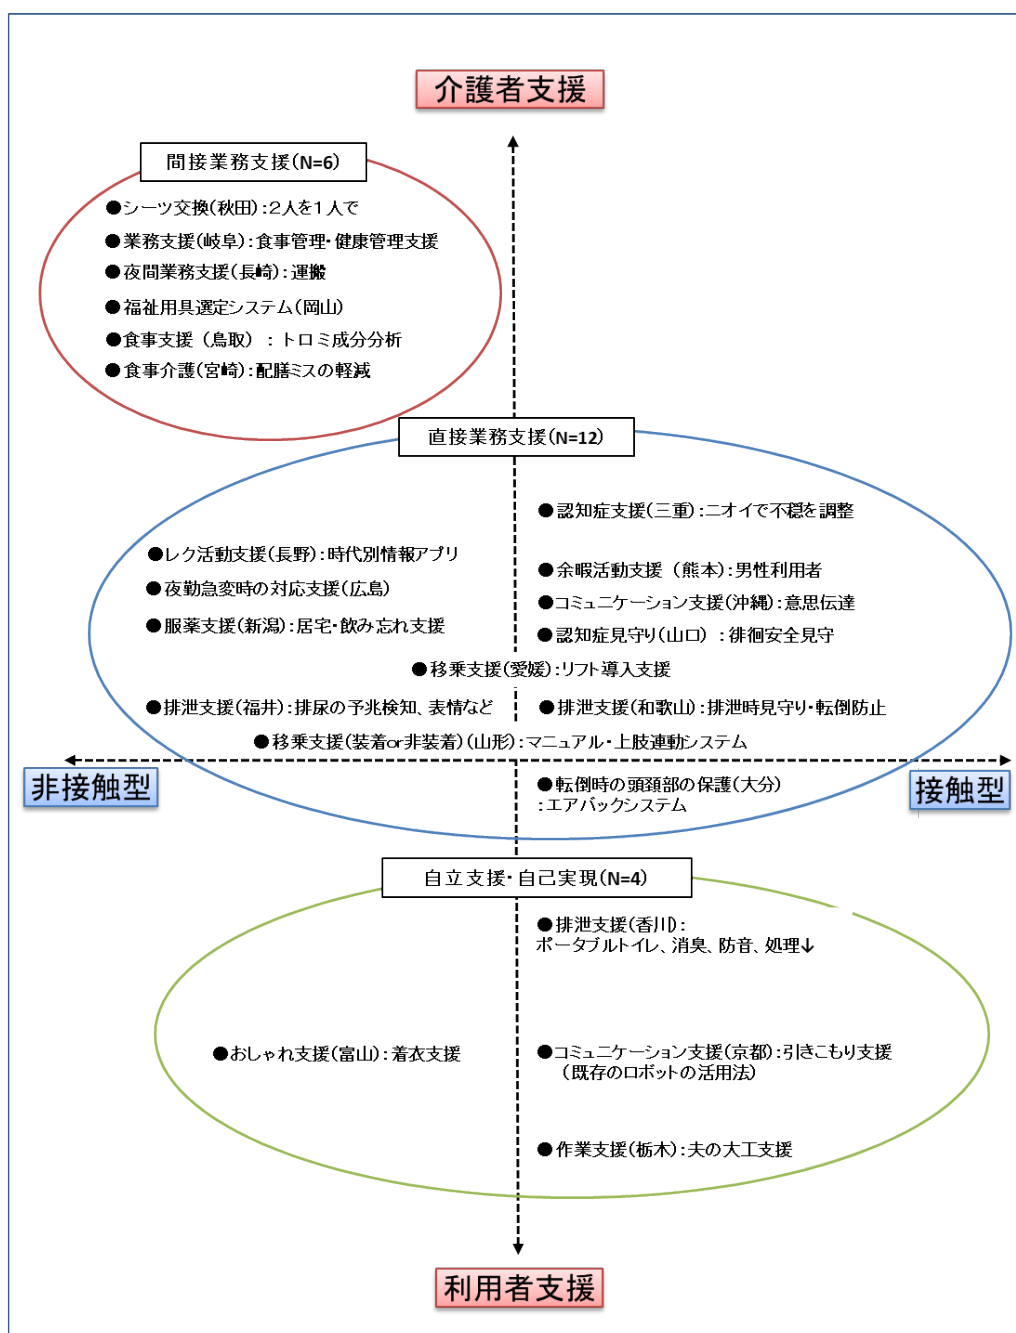 介護者支援
間接業務支援(N=6)
●シーツ交換(秋田):２人を１人で
●業務支援(岐阜):食事管理・健康管理支援
●夜間業務支援(長崎):運搬
●福祉用具選定システム(岡山)
●食事支援（鳥取）：トロミ成分分析
●食事介護(宮崎):配膳ミスの軽減
直接業務支援(N=12)
●認知症支援(三重):ニオイで不穏を調整
●レク活動支援(長野):時代別情報アプリ
●余暇活動支援（熊本):男性利用者
●夜勤急変時の対応支援(広島)
●コミュニケーション支援(沖縄):意思伝達
●服薬支援(新潟):居宅・飲み忘れ支援
●認知症見守り(山口)：徘徊安全見守
●移乗支援(愛媛):リフト導入支援
●排泄支援(福井):排尿の予兆検知、表情など
●排泄支援(和歌山):排泄時見守り・転倒防止
●移乗支援(装着or非装着)(山形):マニュアル・上肢連動システム
非接触型
接触型
●転倒時の頭頚部の保護(大分)
:エアバックシステム
自立支援・自己実現(N=4)
●排泄支援(香川):
ポータブルトイレ、消臭、防音、処理↓
●おしゃれ支援(富山):着衣支援
●コミュニケーション支援(京都):引きこもり支援
（既存のロボットの活用法)
●作業支援(栃木):夫の大工支援
利用者支援